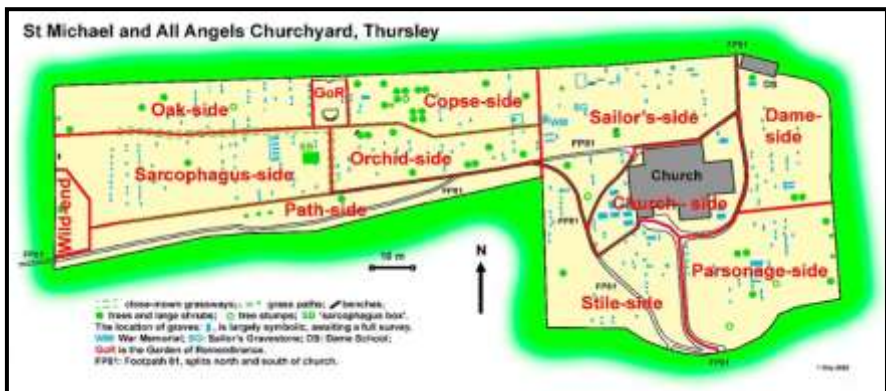 St Michael and All Angels Churchyard, Thursley
FP81
DS
GoR
Oak-side
Copse-side
WM
SG
Sailor's-side
Dame-
side
FP81
Sarcophagus-side
SB
Orchid-side
Church
Church -side
Path-side
FP81
FP81
Wild-end
FP81
10 m
N
Parsonage-side
Stile-side
FP81
close-mown grassways; grass paths; benches;
trees and large shrubs; tree stumps; SB 'sarcophagus box'.
The location of graves: , is largely symbolic, awaiting a full survey.
WM: War Memorial; SG: Sailor's Gravestone; DS: Dame School;
GoR is the Garden of Remembrance.
FP81: Footpath 81, splits north and south of church.